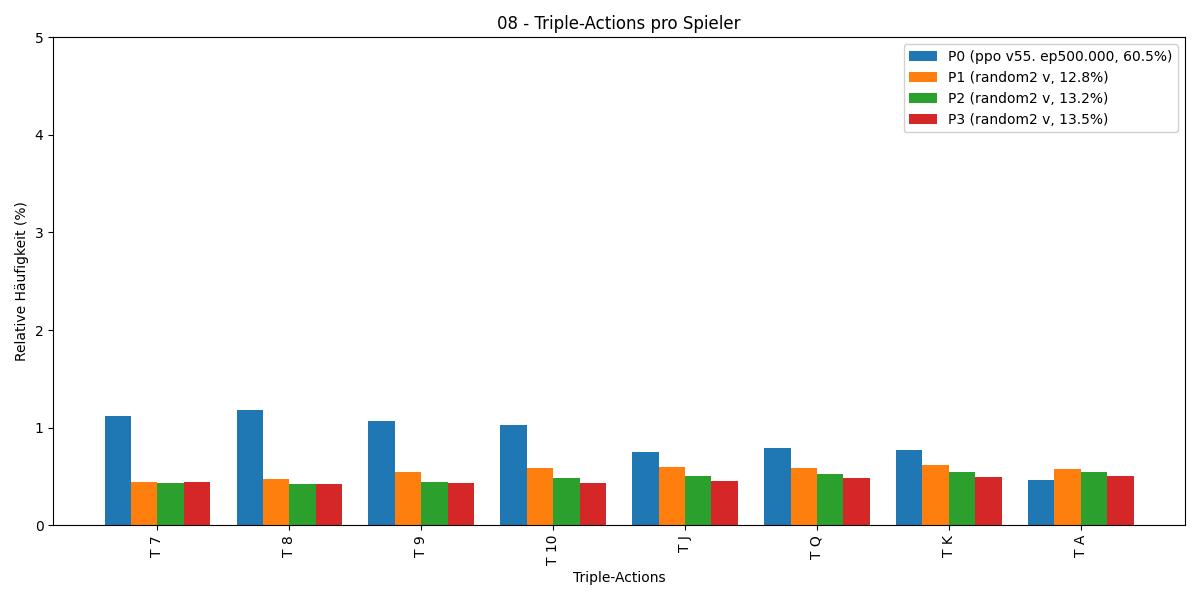 08 - Triple-Actions pro Spieler
5
4
3
2
1
0
Relative Häufigkeit (%)
P0 (ppo v55. ep500.000, 60.5%)
P1 (random2 v, 12.8%)
P2 (random2 v, 13.2%)
P3 (random2 v, 13.5%)
T 7
T 8
T 9
T 10
T J
T Q
T K
T A
Triple-Actions